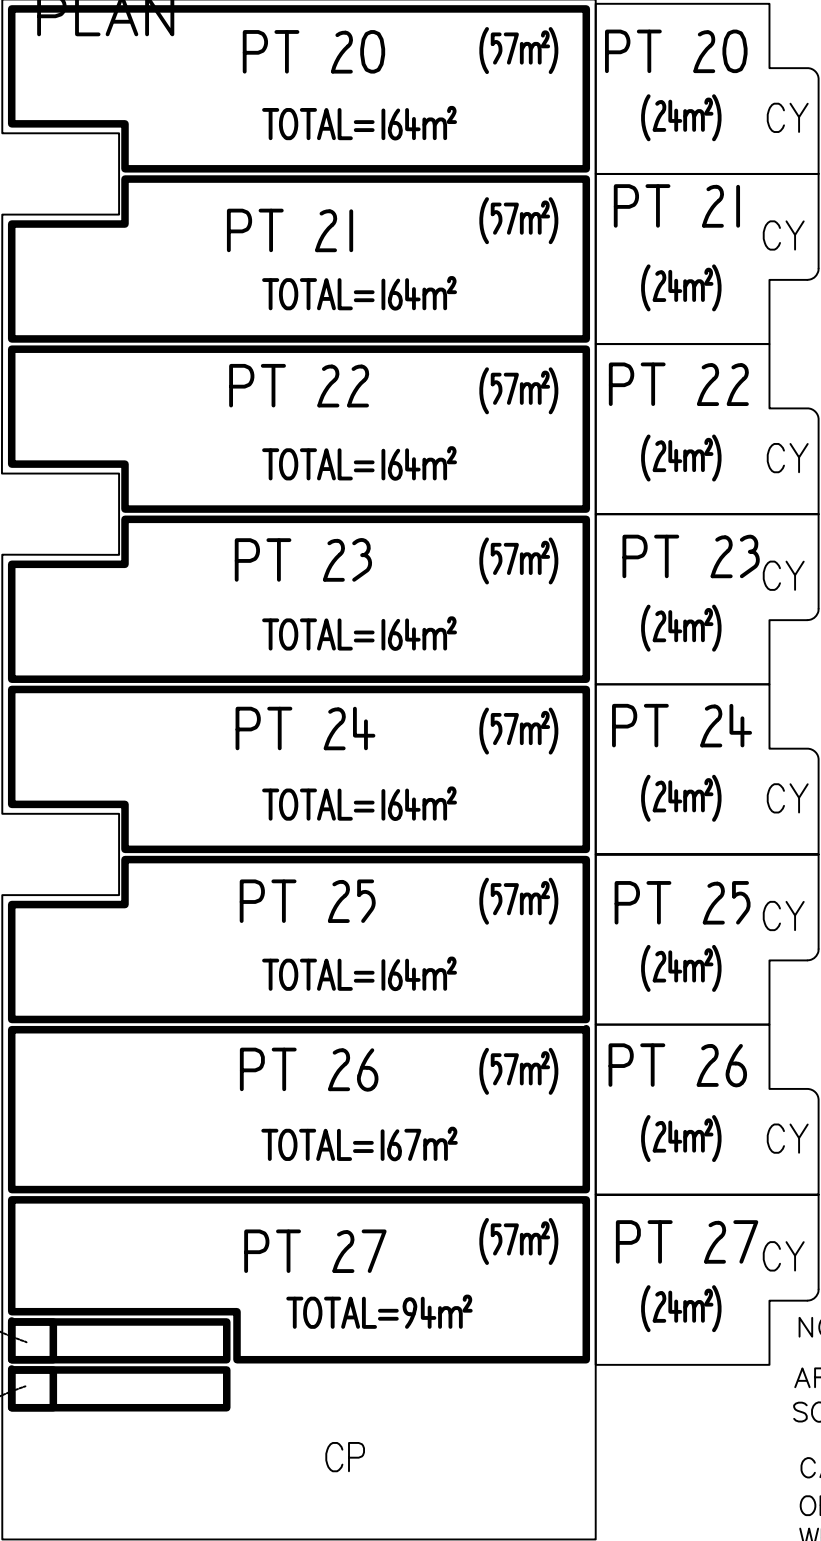 PLAN
PT 20 (57m²) PT 20
TOTAL=164m² (24m²) CY
PT 21 (57m²) PT 21 CY
TOTAL=164m² (24m²)
PT 22 (57m²) PT 22
TOTAL=164m² (24m²) CY
PT 23 (57m²) PT 23 CY
TOTAL=164m² (24m²)
PT 24 (57m²) PT 24
TOTAL=164m² (24m²) CY
PT 25 (57m²) PT 25 CY
TOTAL=164m² (24m²)
PT 26 (57m²) PT 26
TOTAL=167m² (24m²) CY
PT 27 (57m²) PT 27 CY
TOTAL=94m² (24m²)
CP